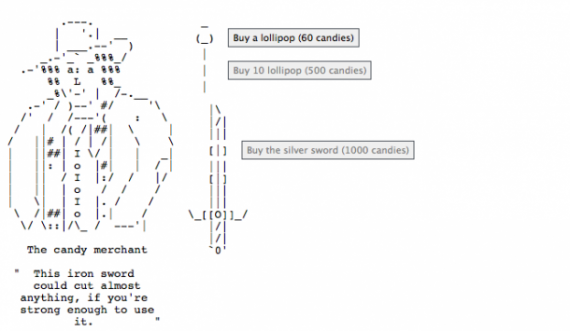 Buy a lollipop (60 candies)
Buy 10 lollipop (500 candies)
Buy the silver sword (1000 candies)
The candy merchant
" This iron sword
could cut almost
anything, if you're
strong enough to use
it. "